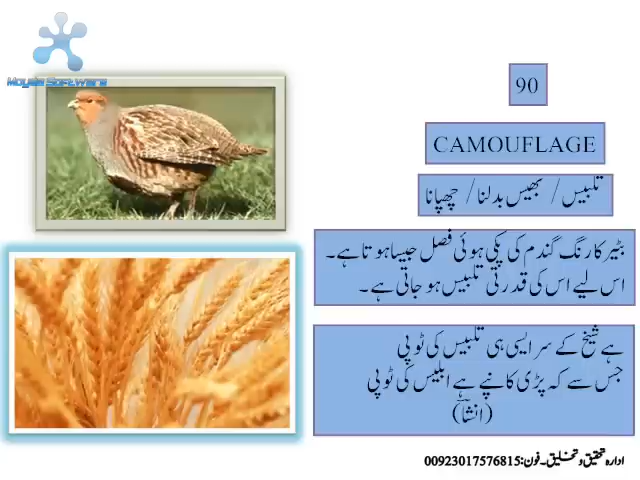 Moyas Software
90
CAMOUFLAGE
تلبیس/ بھیس بدلنا/ چھپانا
بٹیر کا رنگ گندم کی پکی ہوئی فصل جیسا ہوتا ہے۔
اس لیے اس کی قدرتی تلبیس ہو جاتی ہے۔
ہے شیخ کے سر ایسی ہی تلبیس کی ٹوپی
جس سے کہ پڑی کانپے ہے ابلیس کی ٹوپی
(انشاؔ)
ادارہ تحقیق و تخلیق۔ فون: 00923017576815